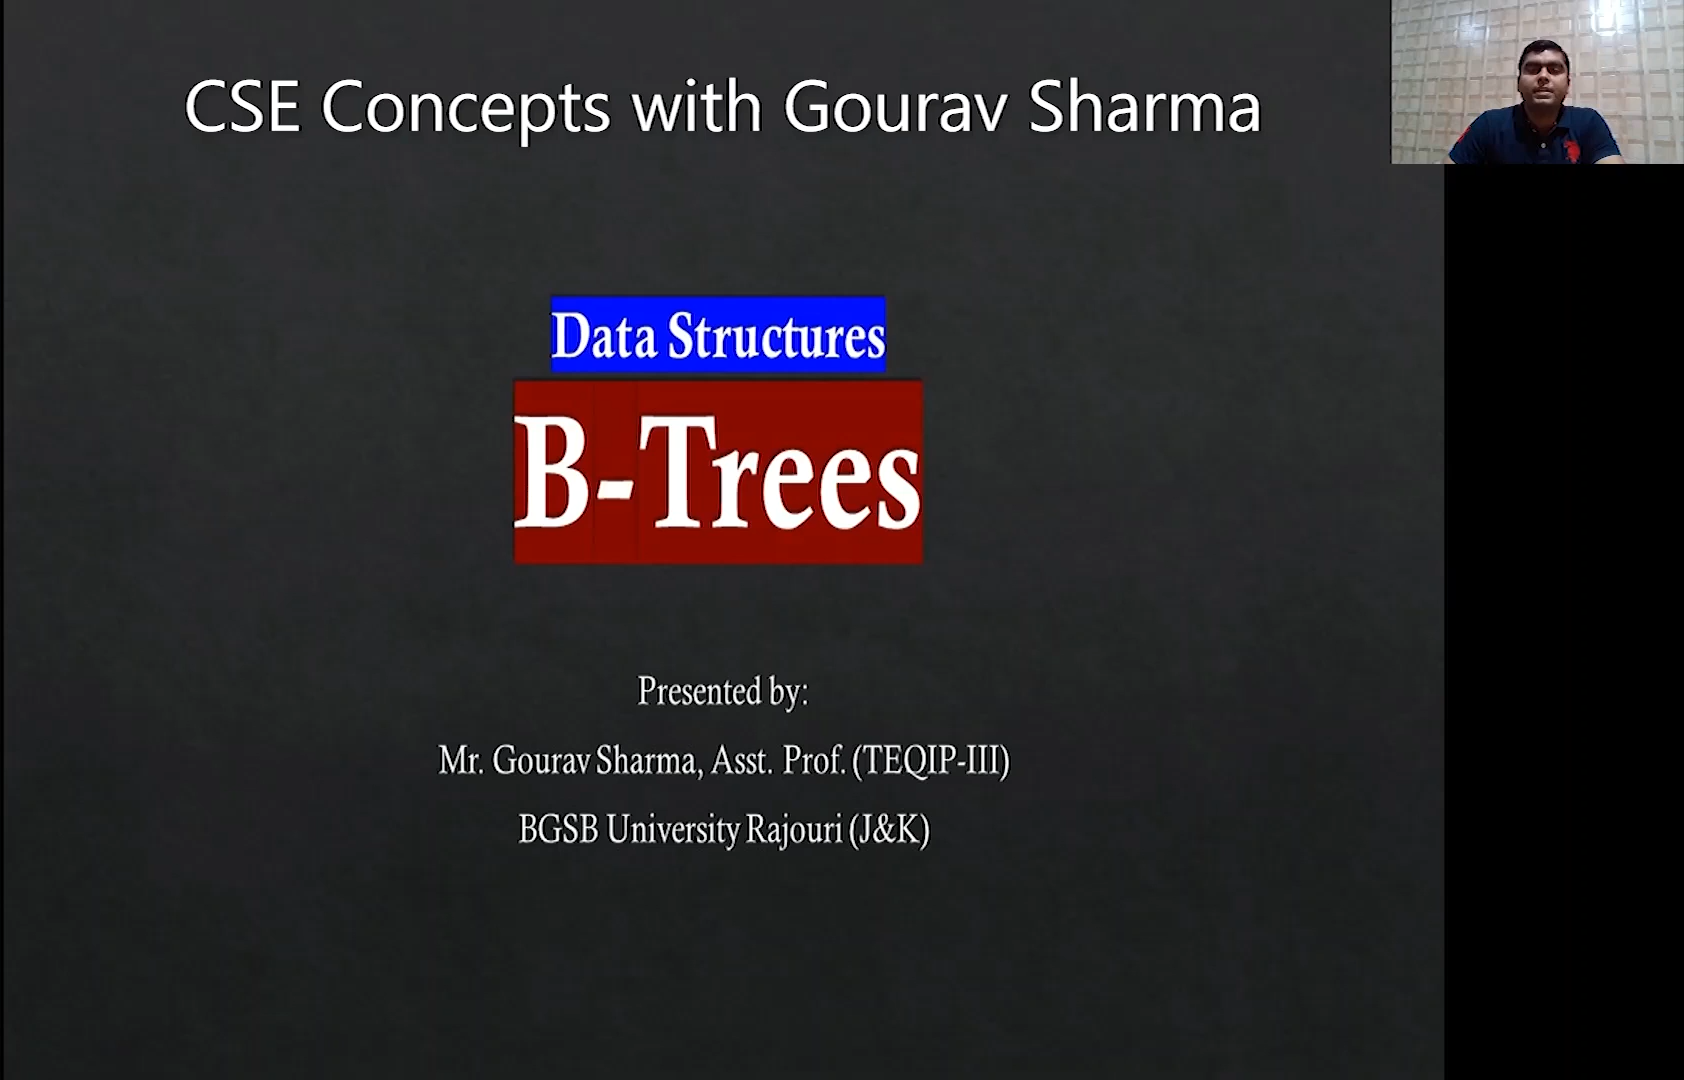 CSE Concepts with Gourav Sharma
Data Structures
B-Trees
Presented by:
Mr. Gourav Sharma, Asst. Prof. (TEQIP-III)
BGSB University Rajouri (J&K)